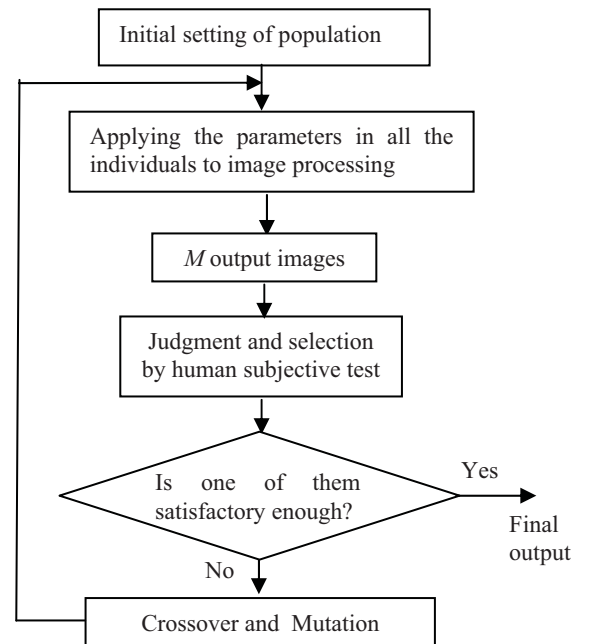 Initial setting of population
Applying the parameters in all the
individuals to image processing
M output images
Judgment and selection
by human subjective test
Is one of them
satisfactory enough?
Yes
Final
output
No
Crossover and Mutation